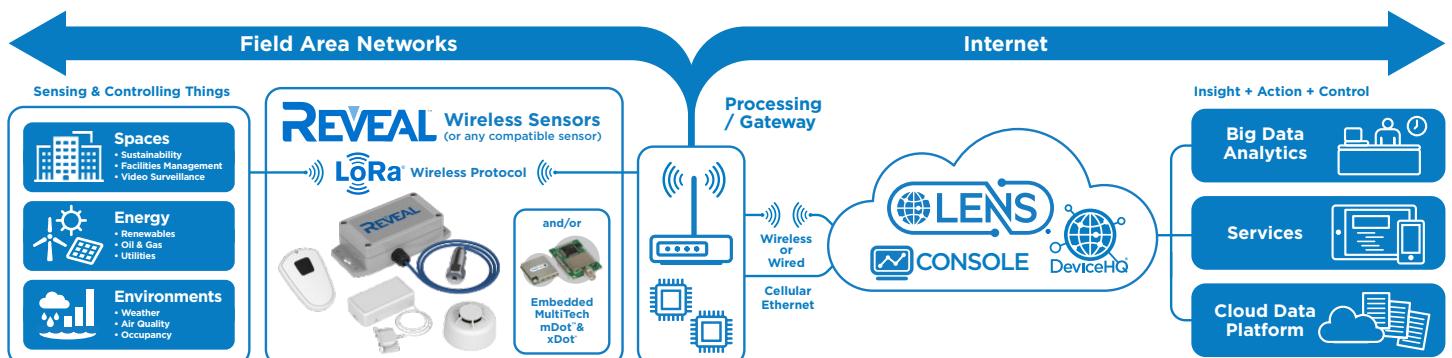 Field Area Networks
Internet
Sensing & Controlling Things
Spaces
• Sustainability
• Facilities Management
• Video Surveillance
Energy
• Renewables
• Oil & Gas
• Utilities
Environments
• Weather
• Air Quality
• Occupancy
REVEAL™ Wireless Sensors
(or any compatible sensor)
LoRa® Wireless Protocol
REVEAL
and/or
Embedded
MultiTech
mDot™&
xDot™
Processing
/ Gateway
Wireless
or
Wired
Cellular
Ethernet
LENS
CONSOLE
DeviceHQ®
Insight + Action + Control
Big Data
Analytics
Services
Cloud Data
Platform